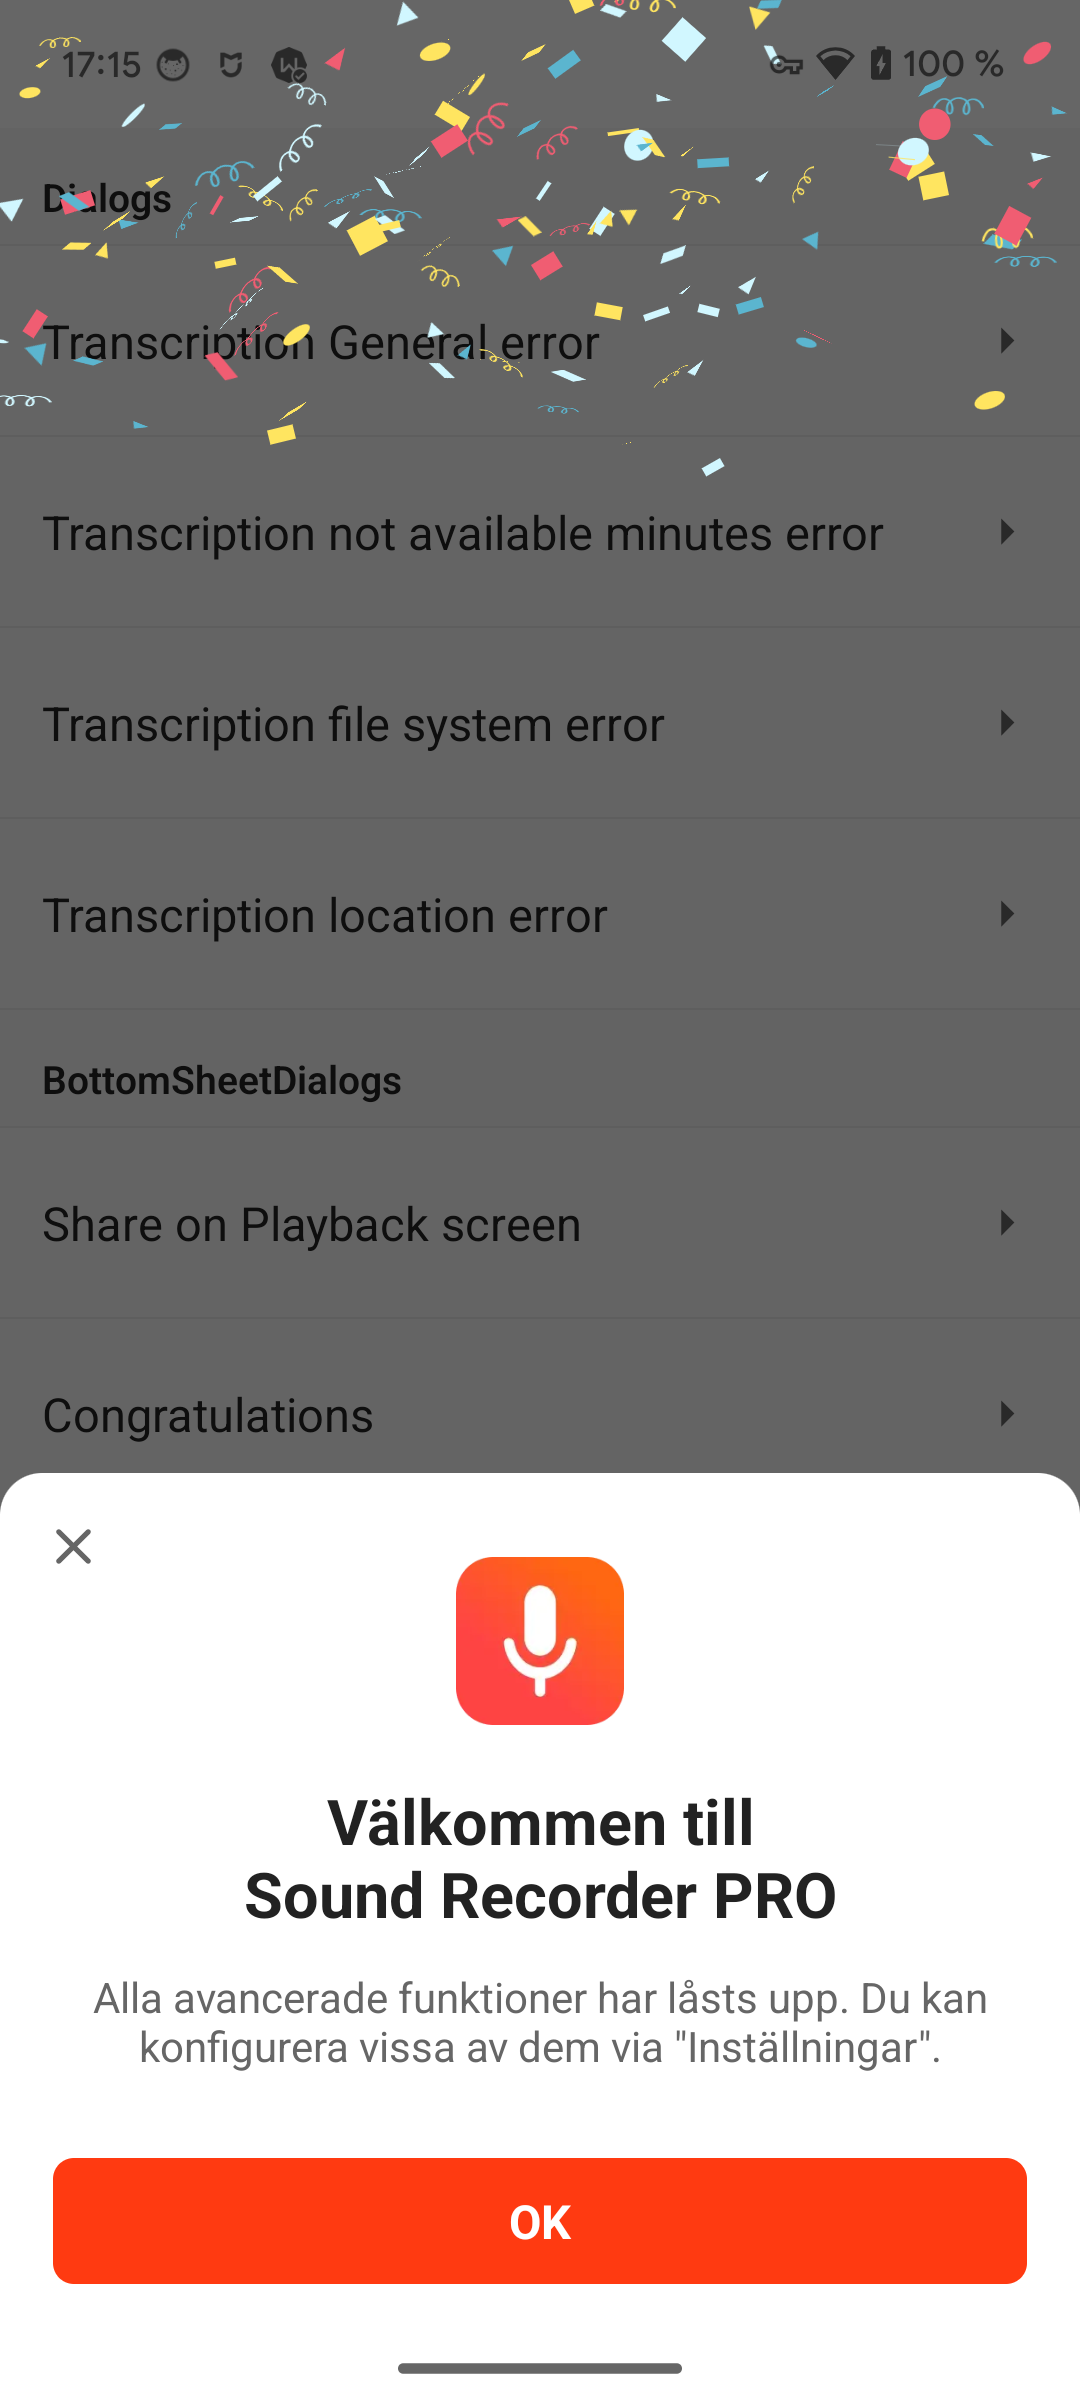 17:15
100 %
Dialogs
Transcription General error
Transcription not available minutes error
Transcription file system error
Transcription location error
BottomSheetDialogs
Share on Playback screen
Congratulations
Välkommen till
Sound Recorder PRO
Alla avancerade funktioner har låsts upp. Du kan
konfigurera vissa av dem via "Inställningar".
OK